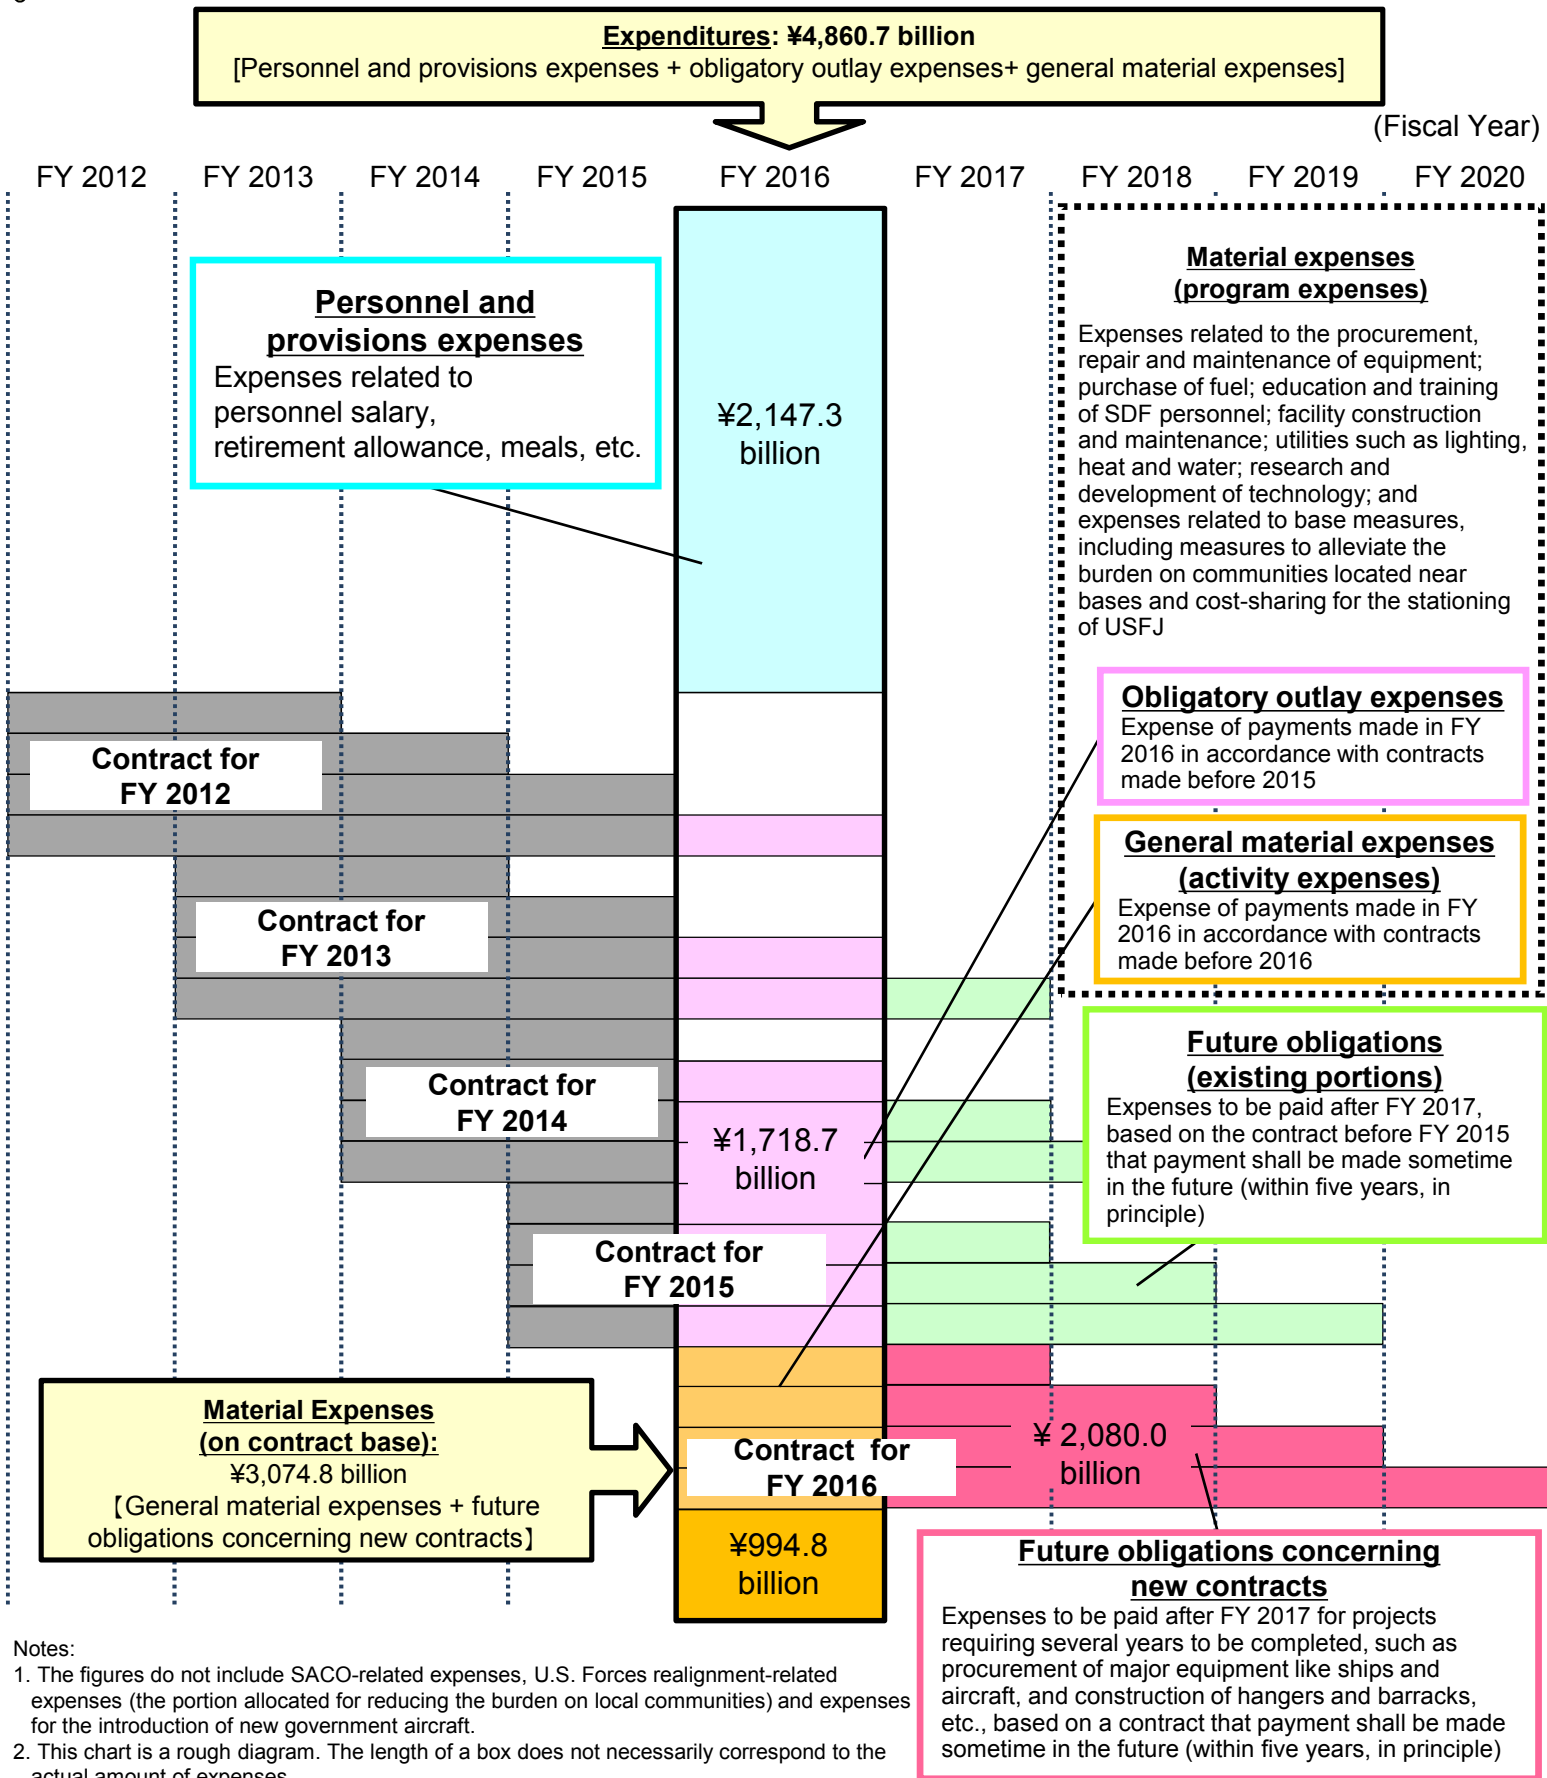 Expenditures: ¥4,860.7 billion
[Personnel and provisions expenses + obligatory outlay expenses+ general material expenses]
(Fiscal Year)
FY 2012 FY 2013 FY 2014 FY 2015 FY 2016 FY 2017 FY 2018 FY 2019 FY 2020
Personnel and
provisions expenses
Expenses related to
personnel salary,
retirement allowance, meals, etc.
¥2,147.3
billion
Material expenses
(program expenses)
Expenses related to the procurement,
repair and maintenance of equipment;
purchase of fuel; education and training
of SDF personnel; facility construction
and maintenance; utilities such as lighting,
heat and water; research and
development of technology; and
expenses related to base measures,
including measures to alleviate the
burden on communities located near
bases and cost-sharing for the stationing
of USFJ
Obligatory outlay expenses
Expense of payments made in FY
2016 in accordance with contracts
made before 2015
General material expenses
(activity expenses)
Expense of payments made in FY
2016 in accordance with contracts
made before 2016
Contract for
FY 2012
Contract for
FY 2013
Contract for
FY 2014
¥1,718.7
billion
Future obligations
(existing portions)
Expenses to be paid after FY 2017,
based on the contract before FY 2015
that payment shall be made sometime
in the future (within five years, in
principle)
Contract for
FY 2015
Material Expenses
(on contract base):
¥3,074.8 billion
【General material expenses + future
obligations concerning new contracts】
Contract for
FY 2016
¥ 2,080.0
billion
¥994.8
billion
Future obligations concerning
new contracts
Expenses to be paid after FY 2017 for projects
requiring several years to be completed, such as
procurement of major equipment like ships and
aircraft, and construction of hangers and barracks,
etc., based on a contract that payment shall be made
sometime in the future (within five years, in principle)
Notes:
1. The figures do not include SACO-related expenses, U.S. Forces realignment-related
expenses (the portion allocated for reducing the burden on local communities) and expenses
for the introduction of new government aircraft.
2. This chart is a rough diagram. The length of a box does not necessarily correspond to the
actual amount of expenses.